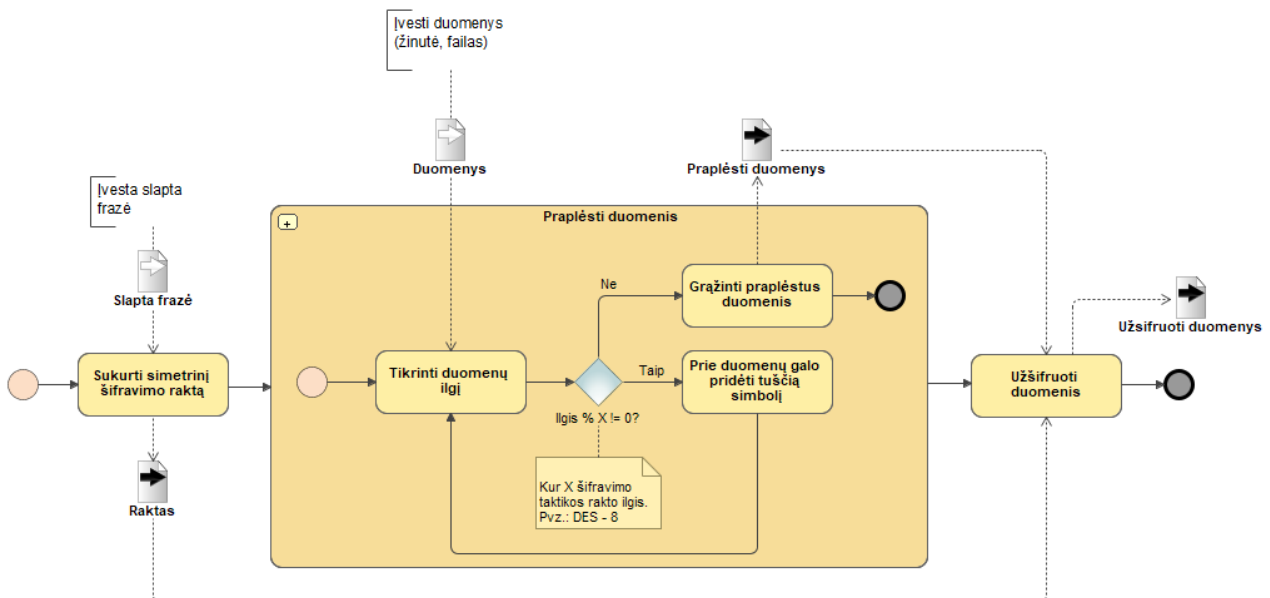 Įvesti duomenys
(žinutė, failas)
Duomenys
Praplėsti duomenys
Įvesta slapta
frazė
Slapta frazė
Praplėsti duomenis
+
Ne
Grąžinti praplėstus
duomenis
Užsifruoti duomenys
Sukurti simetrinį
šifravimo raktą
Tikrinti duomenų
ilgį
Taip
Prie duomenų galo
pridėti tuščią
simbolį
Užšifruoti
duomenis
Ilgis % X != 0?
Kur X šifravimo
taktikos rakto ilgis.
Pvz.: DES - 8
Raktas